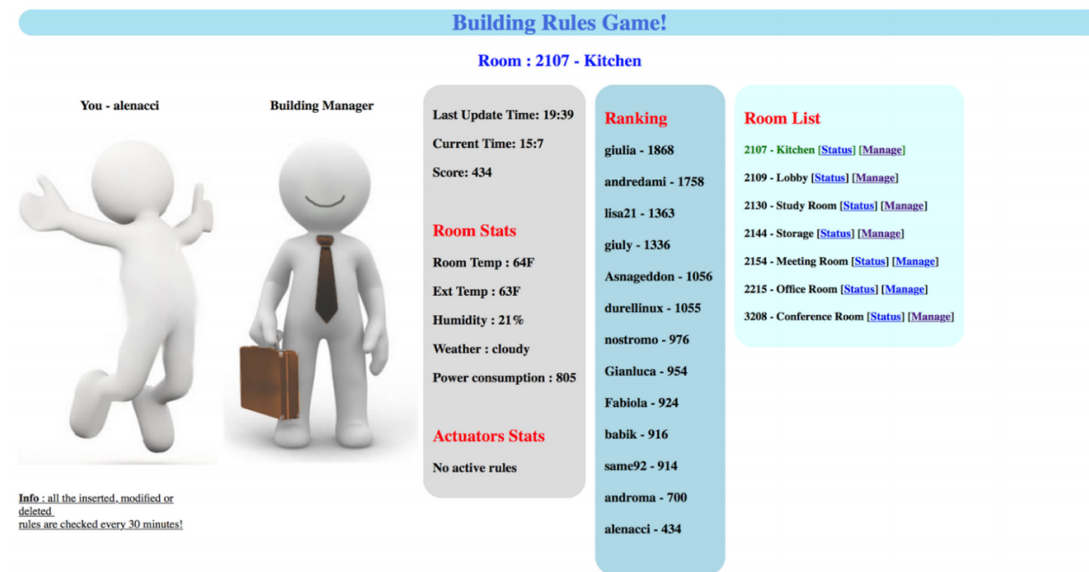 Building Rules Game!
Room : 2107 - Kitchen
You - alenacci
Building Manager
Info : all the inserted, modified or
deleted
rules are checked every 30 minutes!
Last Update Time: 19:39
Current Time: 15:7
Score: 434
Room Stats
Room Temp : 64F
Ext Temp : 63F
Humidity : 21%
Weather : cloudy
Power consumption : 805
Actuators Stats
No active rules
Ranking
giulia - 1868
andredami - 1758
lisa21 - 1363
giuly - 1336
Asnageddon - 1056
durellinux - 1055
nostromo - 976
Gianluca - 954
Fabiola - 924
babik - 916
same92 - 914
androma - 700
alenacci - 434
Room List
2107 - Kitchen [Status] [Manage]
2109 - Lobby [Status] [Manage]
2130 - Study Room [Status] [Manage]
2144 - Storage [Status] [Manage]
2154 - Meeting Room [Status] [Manage]
2215 - Office Room [Status] [Manage]
3208 - Conference Room [Status] [Manage]